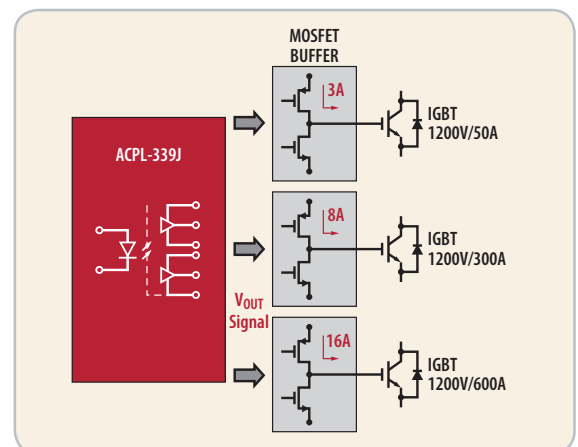 MOSFET
BUFFER
ACPL-339J
3A
IGBT
1200V/50A
8A
IGBT
1200V/300A
VOUT
Signal
16A
IGBT
1200V/600A